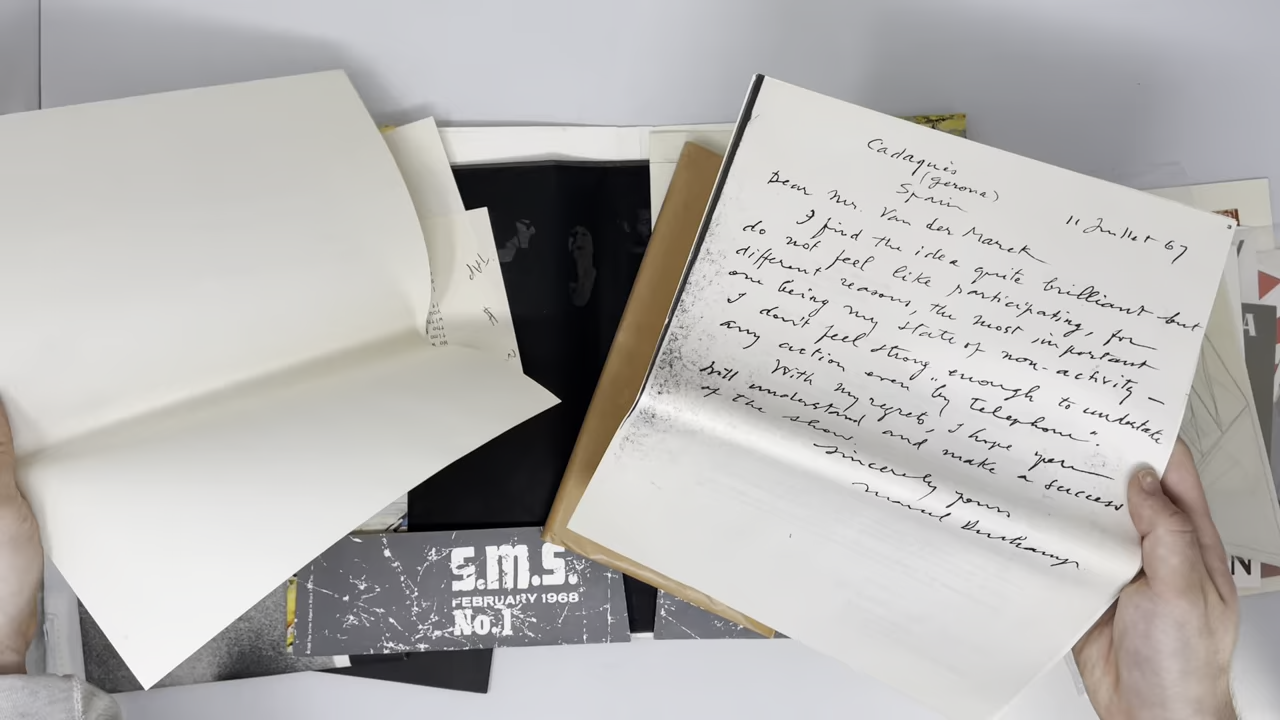 Cadaquès
(Gerona)
Spain
11 Juillet 67
Dear Mr. Van der Marck
I find the idea quite brilliant but
do not feel like participating, for
different reasons, the most important
one being my state of non-activity —
I don't feel strong enough to undertake
any action even by "telephone".
With my regrets, I hope you
will understand and make a success
of the show.
Sincerely yours
Marcel Duchamp
S.M.S.
FEBRUARY 1968
No.1
A
N